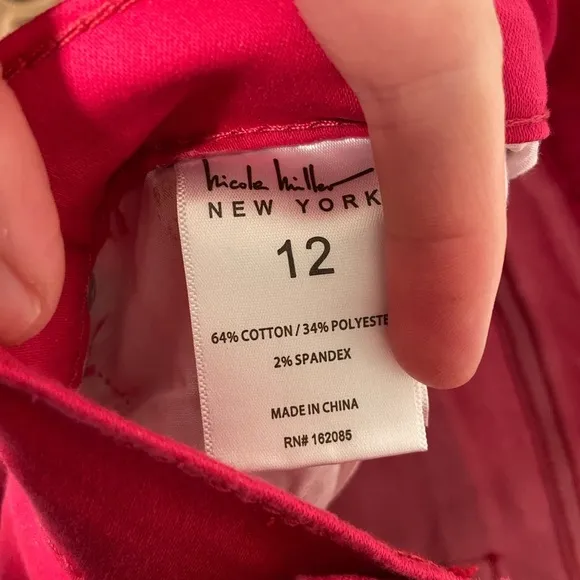 nicole miller
NEW YORK
12
64% COTTON / 34% POLYESTE
2% SPANDEX
MADE IN CHINA
RN# 162085